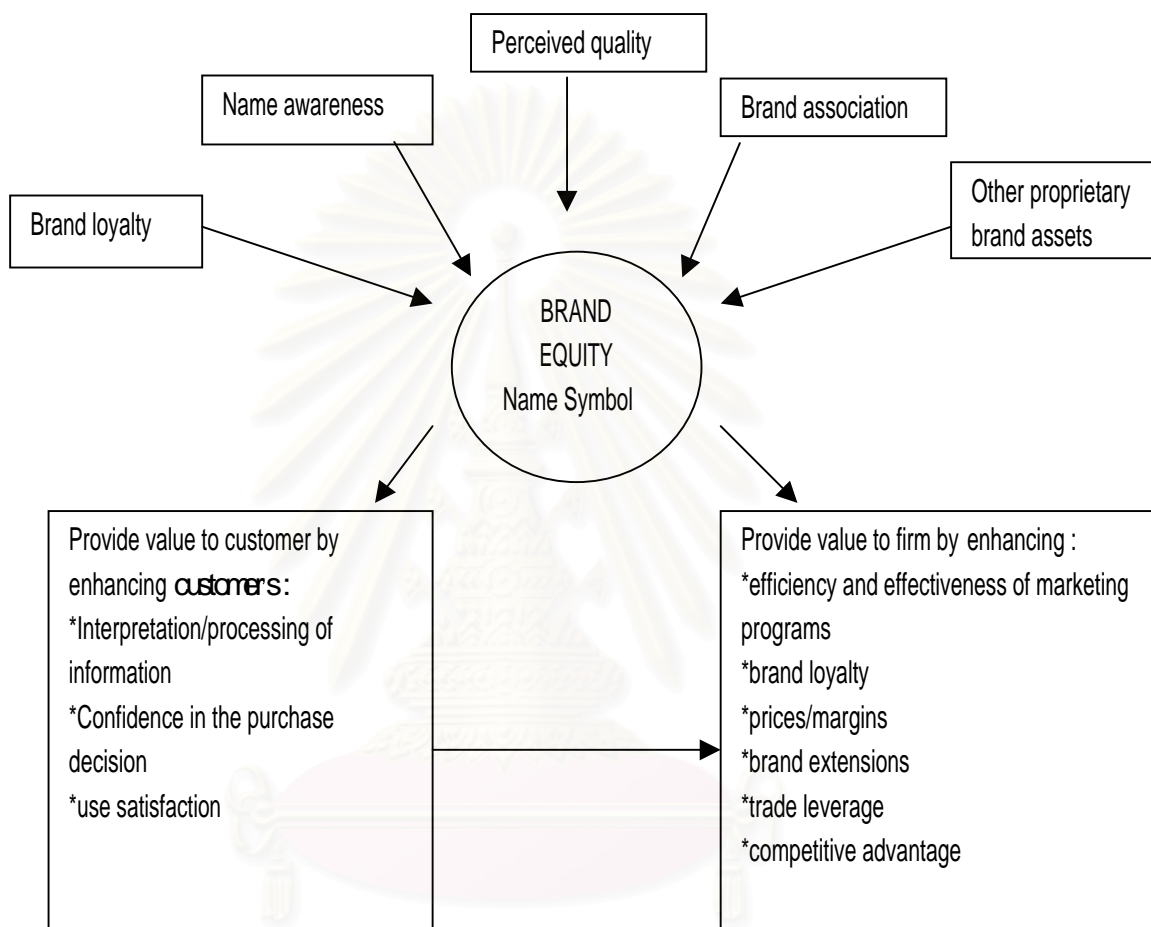 Perceived quality
Name awareness
Brand association
Brand loyalty
Other proprietary
brand assets
BRAND
EQUITY
Name Symbol
Provide value to customer by
enhancing customer's :
*Interpretation/processing of
information
*Confidence in the purchase
decision
*use satisfaction
Provide value to firm by enhancing :
*efficiency and effectiveness of marketing
programs
*brand loyalty
*prices/margins
*brand extensions
*trade leverage
*competitive advantage